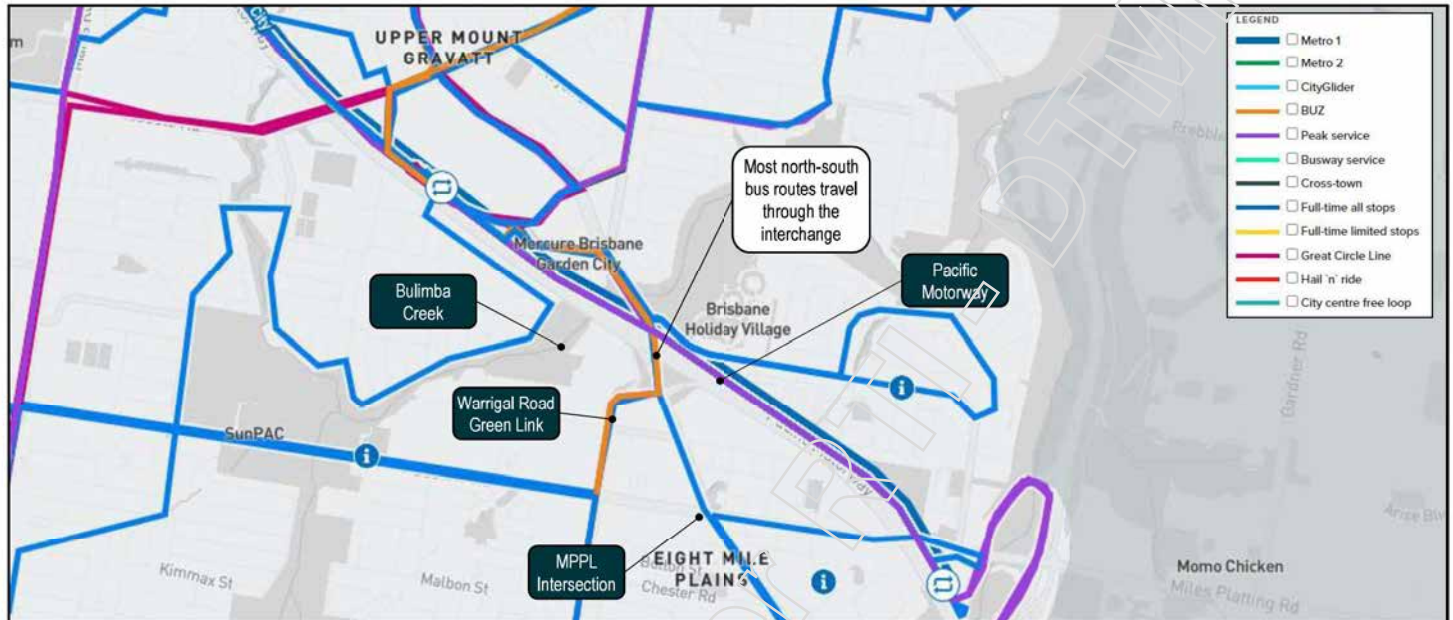 City
UPPER MOUNT
GRAVATT
m
Mercure Brisbane
Garden City
Bulimba
Creek
Most north-south
bus routes travel
through the
interchange
Pacific
Motorway
Brisbane
Holiday Village
Warrigal Road
Green Link
SunPAC
MPPL
Intersection
EIGHT MILE
PLAINS
Kimmax St
Malbon St
Chester Rd
Gardner Rd
Momo Chicken
Miles Platting Rd
LEGEND
Metro 1
Metro 2
CityGlider
BUZ
Peak service
Busway service
Cross-town
Full-time all stops
Full-time limited stops
Great Circle Line
Hail `n` ride
City centre free loop